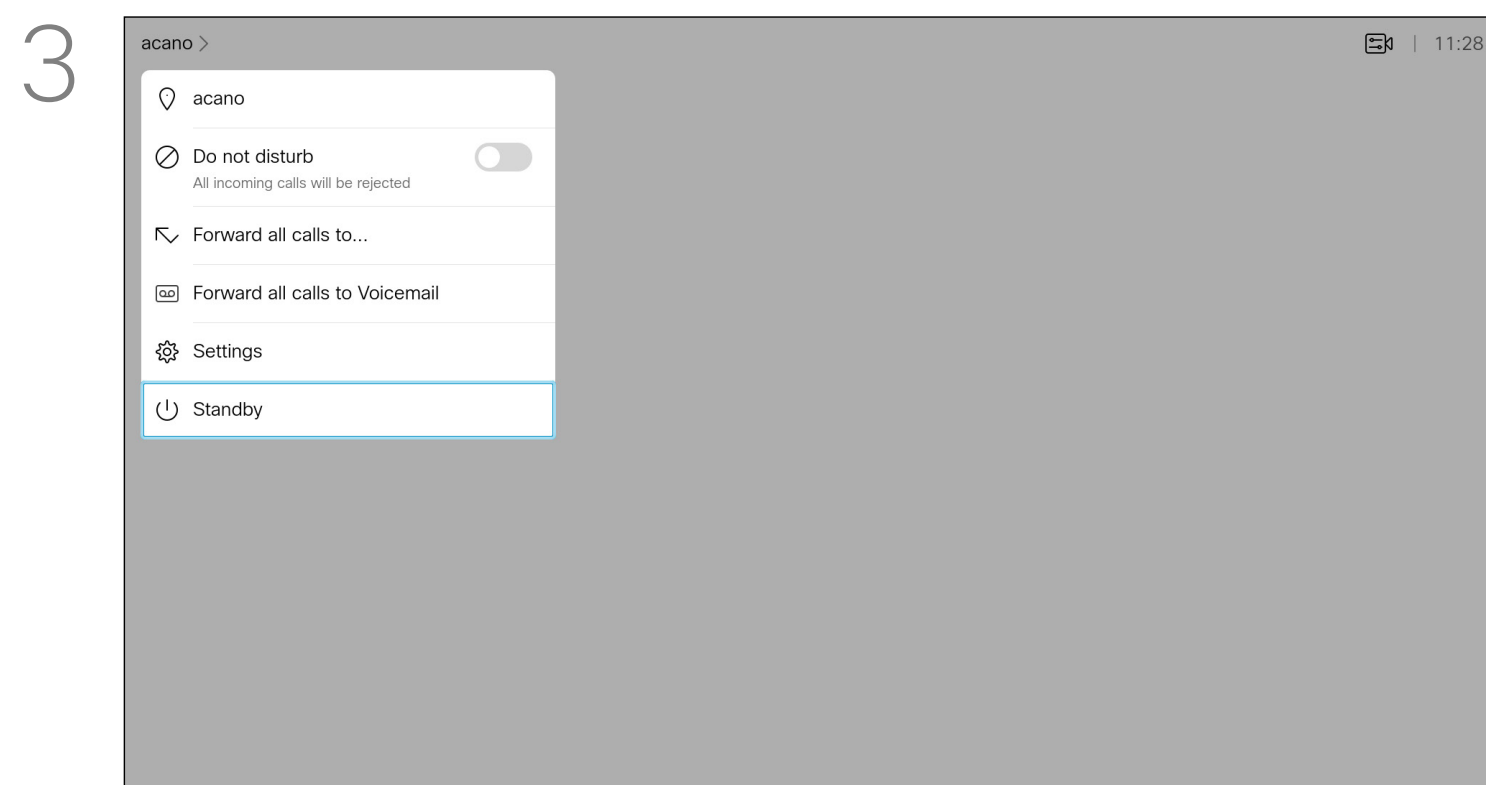 3
acano >
11:28
acano
Do not disturb
All incoming calls will be rejected
Forward all calls to...
Forward all calls to Voicemail
Settings
Standby